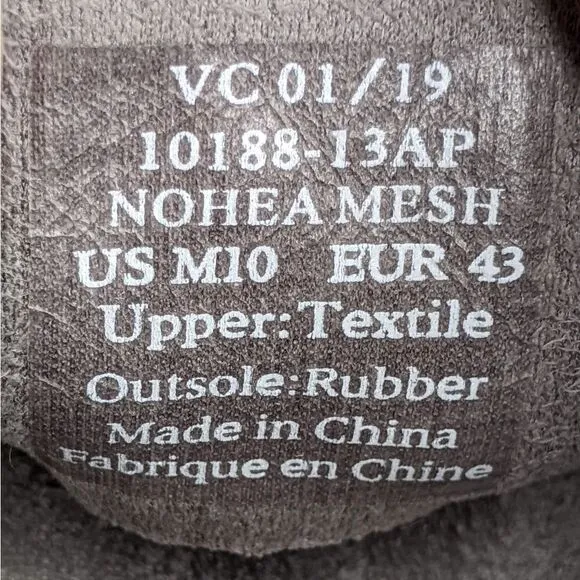 VC 01/19
10188-13AP
NOHEA MESH
US M10 EUR 43
Upper: Textile
Outsole: Rubber
Made in China
Fabrique en Chine